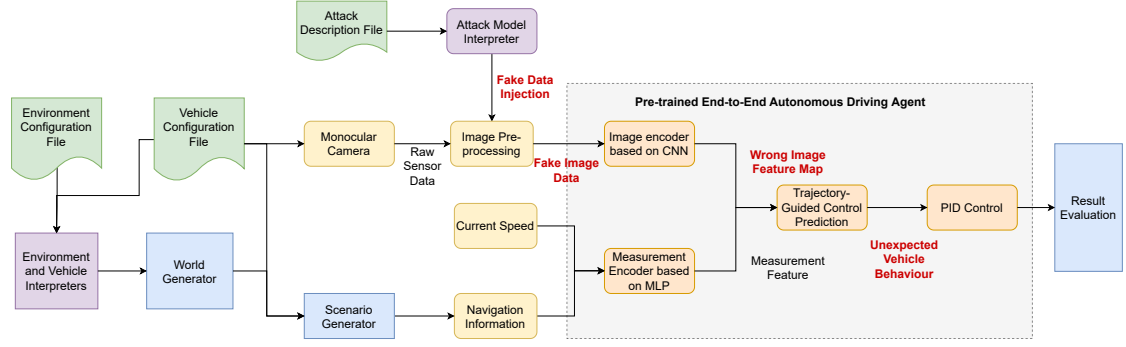 Attack
Description File
Attack Model
Interpreter
Fake Data
Injection
Pre-trained End-to-End Autonomous Driving Agent
Environment
Configuration
File
Vehicle
Configuration
File
Monocular
Camera
Raw
Sensor
Data
Image Pre-
processing
Fake Image
Data
Image encoder
based on CNN
Wrong Image
Feature Map
Trajectory-
Guided Control
Prediction
PID Control
Result
Evaluation
Current Speed
Unexpected
Vehicle
Behaviour
Environment
and Vehicle
Interpreters
World
Generator
Measurement
Encoder based
on MLP
Measurement
Feature
Scenario
Generator
Navigation
Information